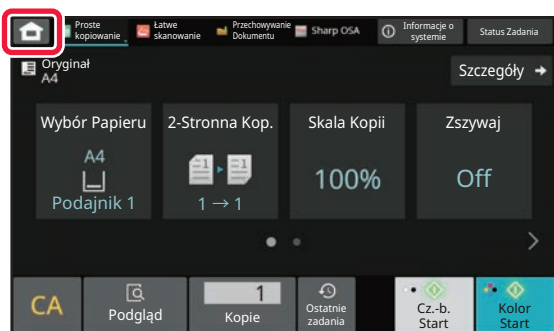 Proste
kopiowanie
Łatwe
skanowanie
Przechowywanie
Dokumentu
Sharp OSA
Informacje o
systemie
Status Zadania
Oryginał
A4
Szczegóły
Wybór Papieru
A4
Podajnik 1
2-Stronna Kop.
1 → 1
Skala Kopii
100%
Zszywaj
Off
CA
Podgląd
1
Kopie
Ostatnie
zadania
Cz.-b.
Start
Kolor
Start